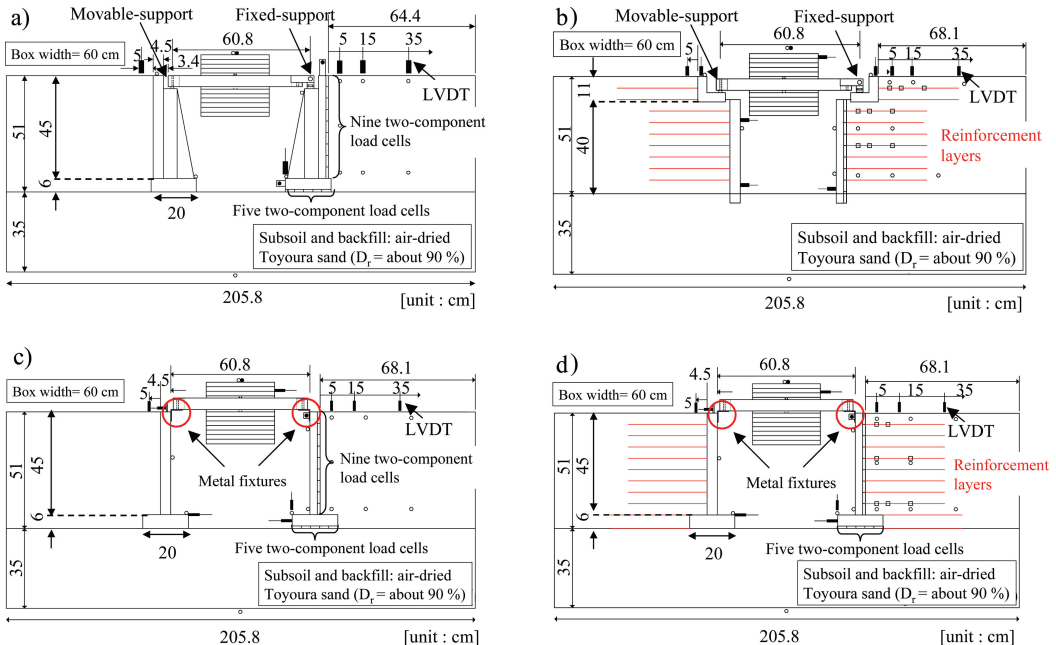 a)
Movable-support
Fixed-support
64.4
Box width= 60 cm
4.5
60.8
5
15
35
5
3.4
LVDT
51
45
Nine two-component
load cells
6
20
Five two-component load cells
35
Subsoil and backfill: air-dried
Toyoura sand (Dr = about 90 %)
205.8
[unit : cm]
b)
Movable-support
Fixed-support
68.1
Box width= 60 cm
60.8
5
5
15
35
LVDT
11
51
40
Reinforcement
layers
35
Subsoil and backfill: air-dried
Toyoura sand (Dr = about 90 %)
205.8
[unit : cm]
c)
60.8
68.1
Box width= 60 cm
4.5
5
5
15
35
LVDT
51
45
Nine two-component
load cells
Metal fixtures
6
20
Five two-component load cells
35
Subsoil and backfill: air-dried
Toyoura sand (Dr = about 90 %)
205.8
[unit : cm]
d)
60.8
68.1
Box width= 60 cm
4.5
5
5
15
35
LVDT
51
45
Metal fixtures
Reinforcement
layers
6
20
Five two-component load cells
35
Subsoil and backfill: air-dried
Toyoura sand (Dr = about 90 %)
205.8
[unit : cm]